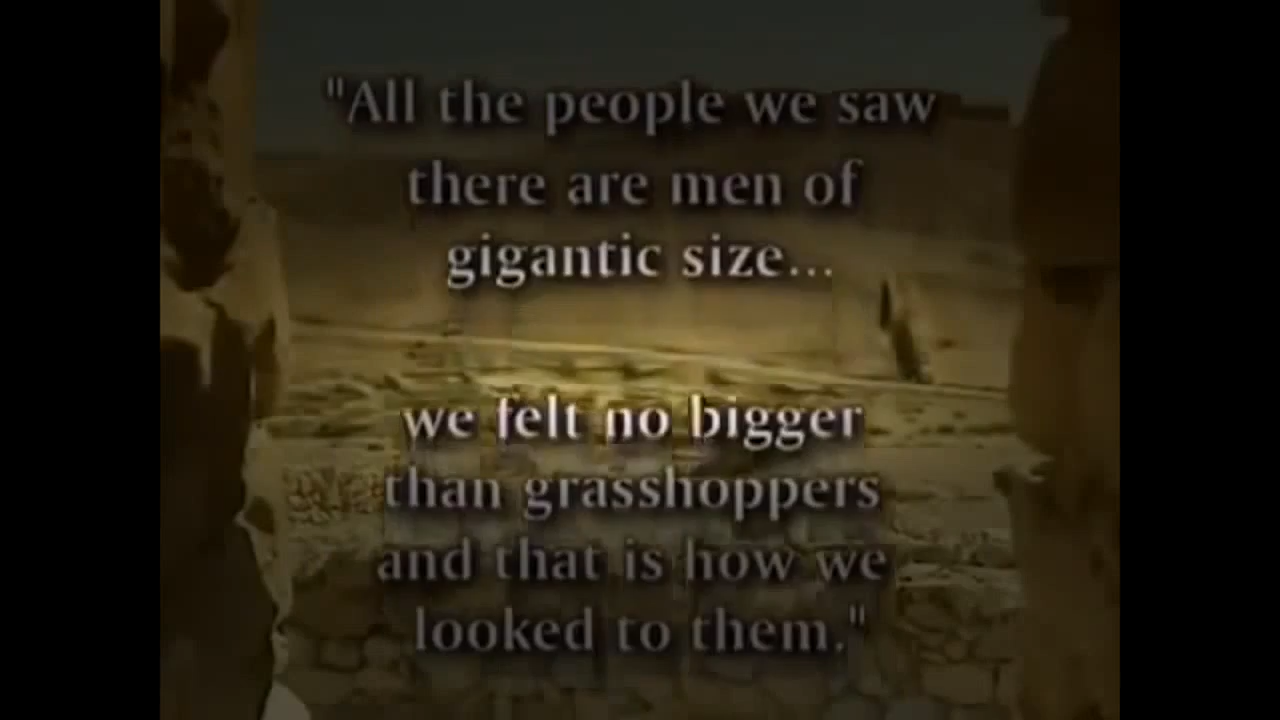 "All the people we saw
there are men of
gigantic size...
we felt no bigger
than grasshoppers
and that is how we
looked to them."